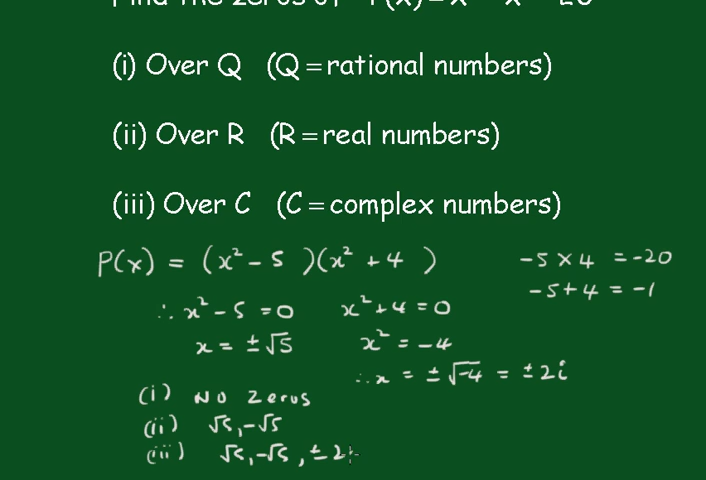 (i) Over Q (Q = rational numbers)
(ii) Over R (R = real numbers)
(iii) Over C (C = complex numbers)
P(x) = (x² - 5 )(x² + 4 ) -5 × 4 = -20
-5 + 4 = -1
∴ x² - 5 = 0 x² + 4 = 0
x = ±√5 x² = -4
∴ x = ±√-4 = ±2i
(i) NO Zeros
(ii) √5, -√5
(iii) √5, -√5, ± 2